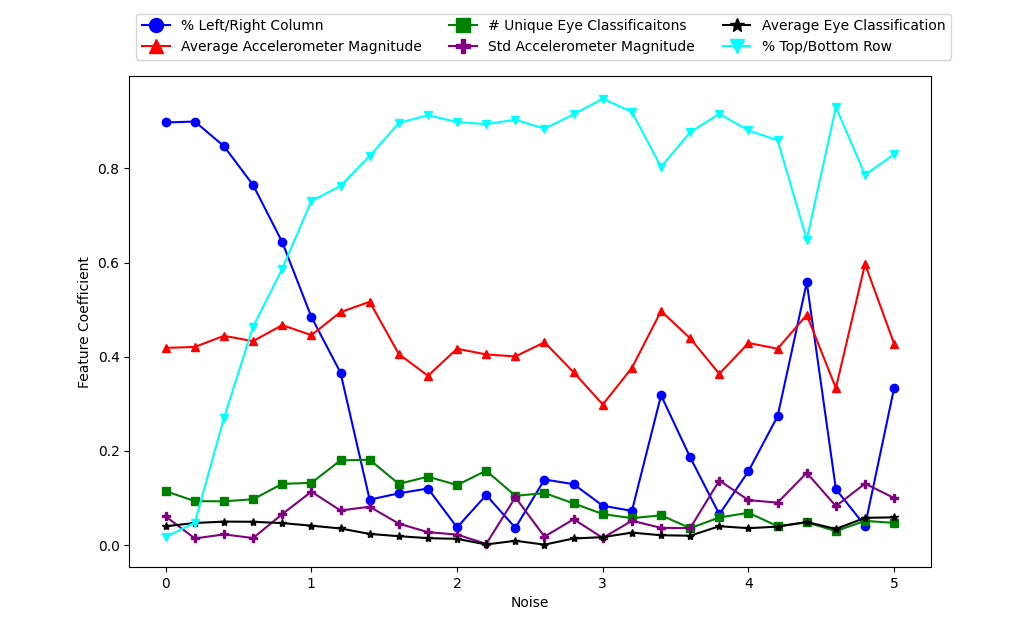 % Left/Right Column
Average Accelerometer Magnitude
# Unique Eye Classificaitons
Std Accelerometer Magnitude
Average Eye Classification
% Top/Bottom Row
Feature Coefficient
0.8
0.6
0.4
0.2
0.0
0 1 2 3 4 5
Noise